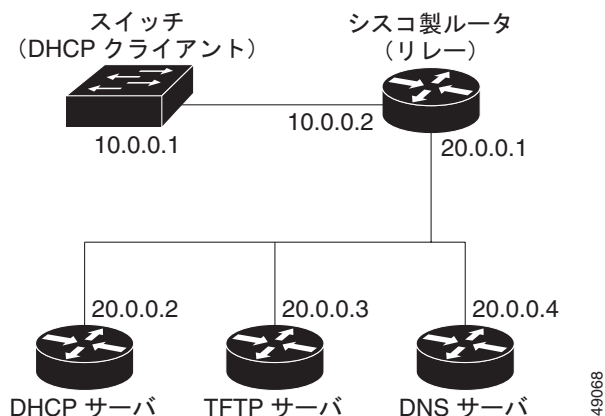 スイッチ
（DHCP クライアント）
シスコ製ルータ
（リレー）
10.0.0.2
10.0.0.1
20.0.0.1
20.0.0.2
20.0.0.3
20.0.0.4
DHCP サーバ
TFTP サーバ
DNS サーバ
49068